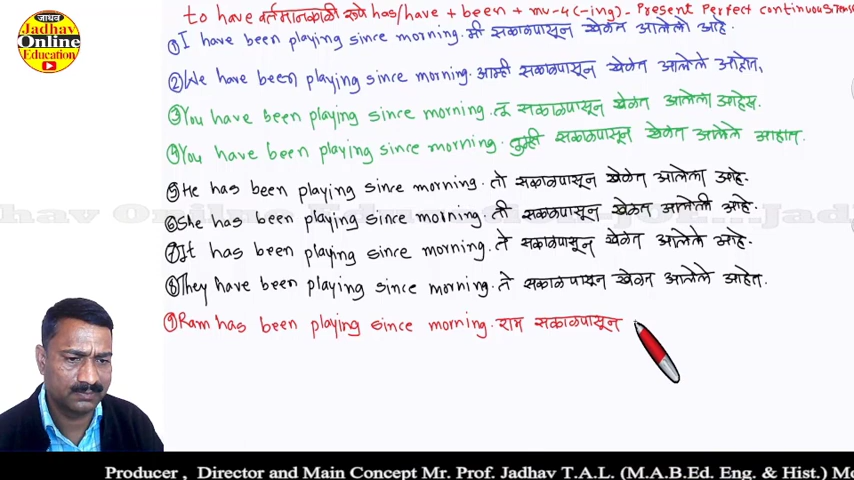 जाधव
Jadhav
Online
Education
to have वर्तमानकाळी रूपे has/have + been + mv-4 (-ing) - Present Perfect continuous Tense
① I have been playing since morning. मी सकाळपासून खेळत आलेलो आहे.
② We have been playing since morning. आम्ही सकाळपासून खेळत आलेले आहोत.
③ You have been playing since morning. तू सकाळपासून खेळत आलेला आहेस.
④ You have been playing since morning. तुम्ही सकाळपासून खेळत आलेले आहात.
⑤ He has been playing since morning. तो सकाळपासून खेळत आलेला आहे.
⑥ She has been playing since morning. ती सकाळपासून खेळत आलेली आहे.
⑦ It has been playing since morning. ते सकाळपासून खेळत आलेले आहे.
⑧ They have been playing since morning. ते सकाळपासून खेळत आलेले आहेत.
⑨ Ram has been playing since morning. राम सकाळपासून
Producer , Director and Main Concept Mr. Prof. Jadhav T.A.L. (M.A.B.Ed. Eng. & Hist.) Mo